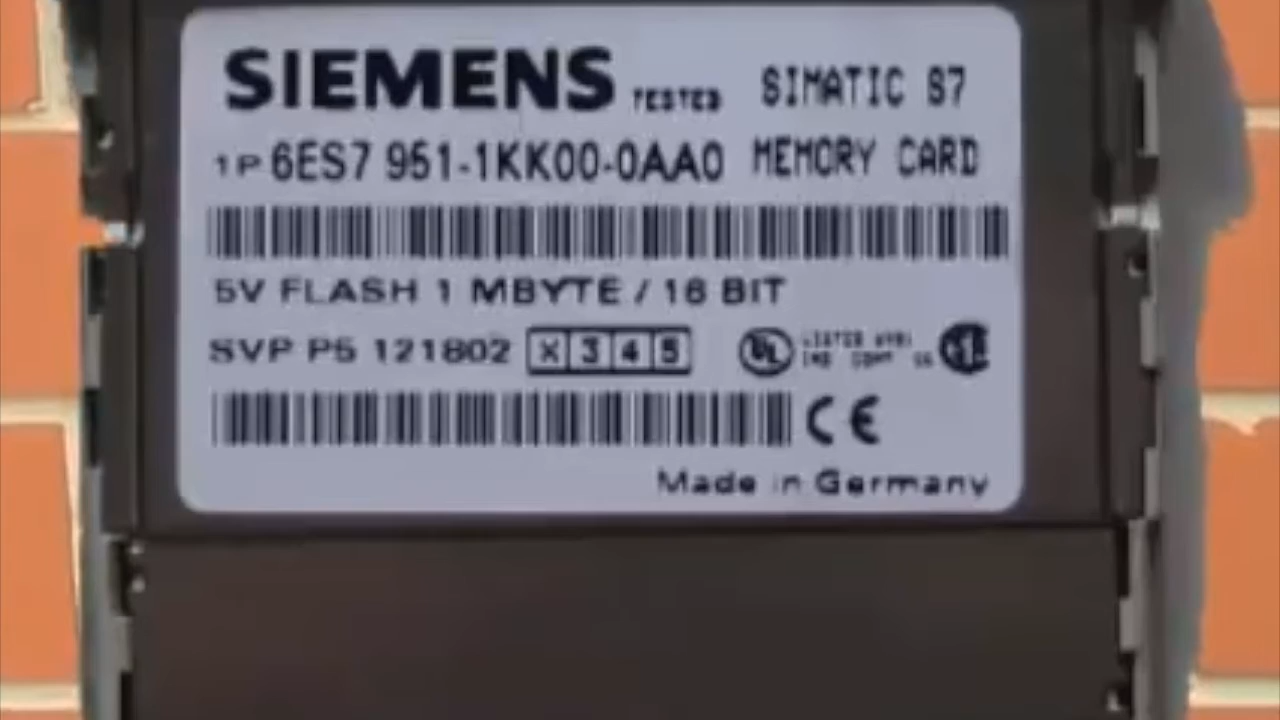 SIEMENS TESTED SIMATIC S7
1P 6ES7 951-1KK00-0AA0 MEMORY CARD
5V FLASH 1 MBYTE / 16 BIT
SVP P5 121802 X 3 4 5 UL
CE
Made in Germany